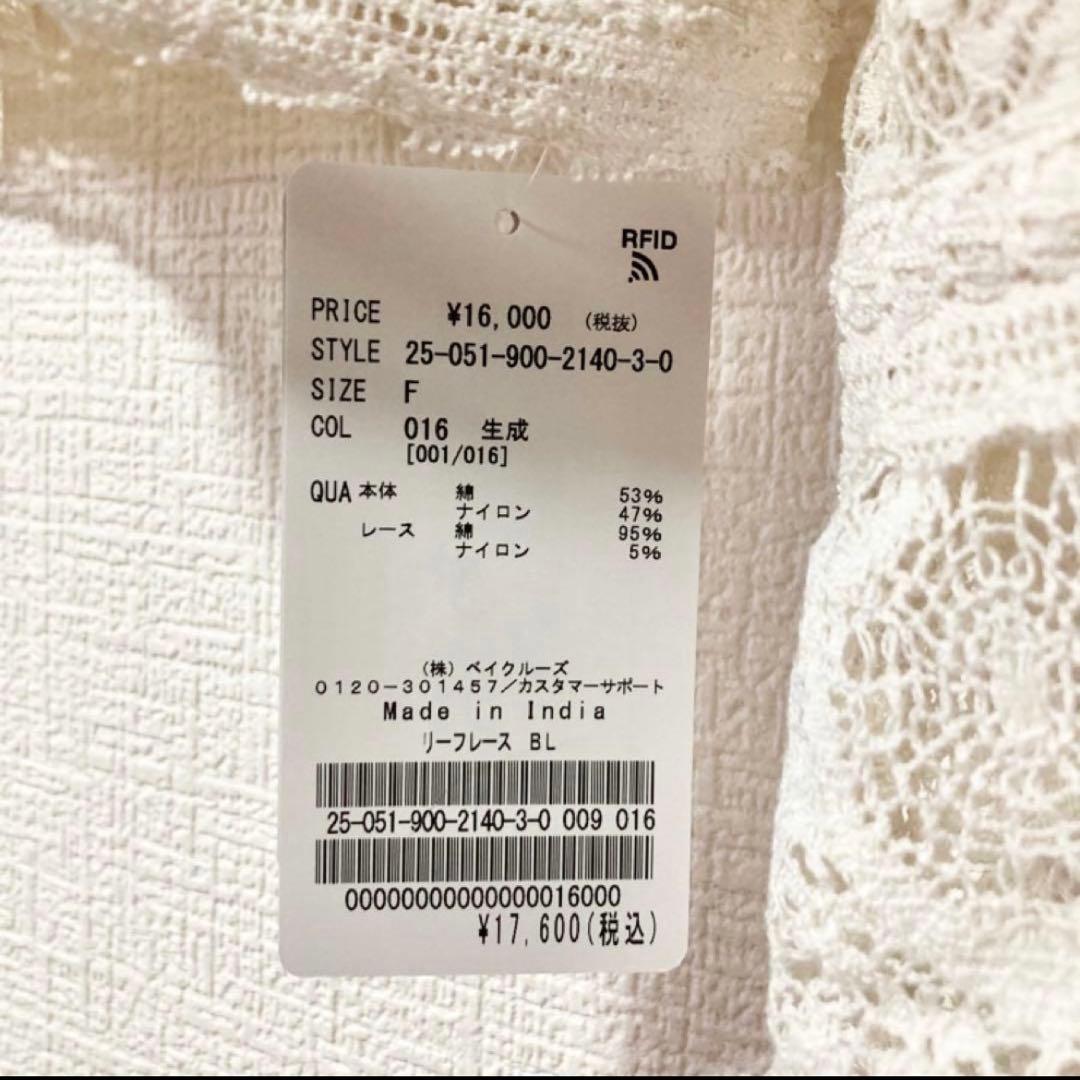 RFID
PRICE ¥16,000 (税抜)
STYLE 25-051-900-2140-3-0
SIZE F
COL 016 生成
[001/016]
QUA 本体 綿 53%
ナイロン 47%
レース 綿 95%
ナイロン 5%
(株) ベイクルーズ
0120-301457/カスタマーサポート
Made in India
リーフレース BL
25-051-900-2140-3-0 009 016
000000000000000016000
¥17,600(税込)